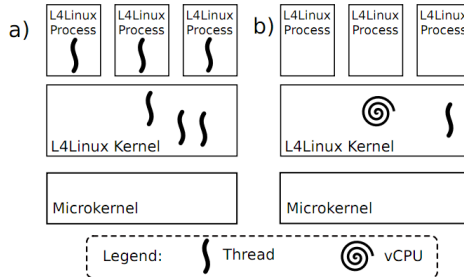 a)
L4Linux
Process
L4Linux
Process
L4Linux
Process
L4Linux Kernel
Microkernel
b)
L4Linux
Process
L4Linux
Process
L4Linux
Process
L4Linux Kernel
Microkernel
Legend: Thread vCPU